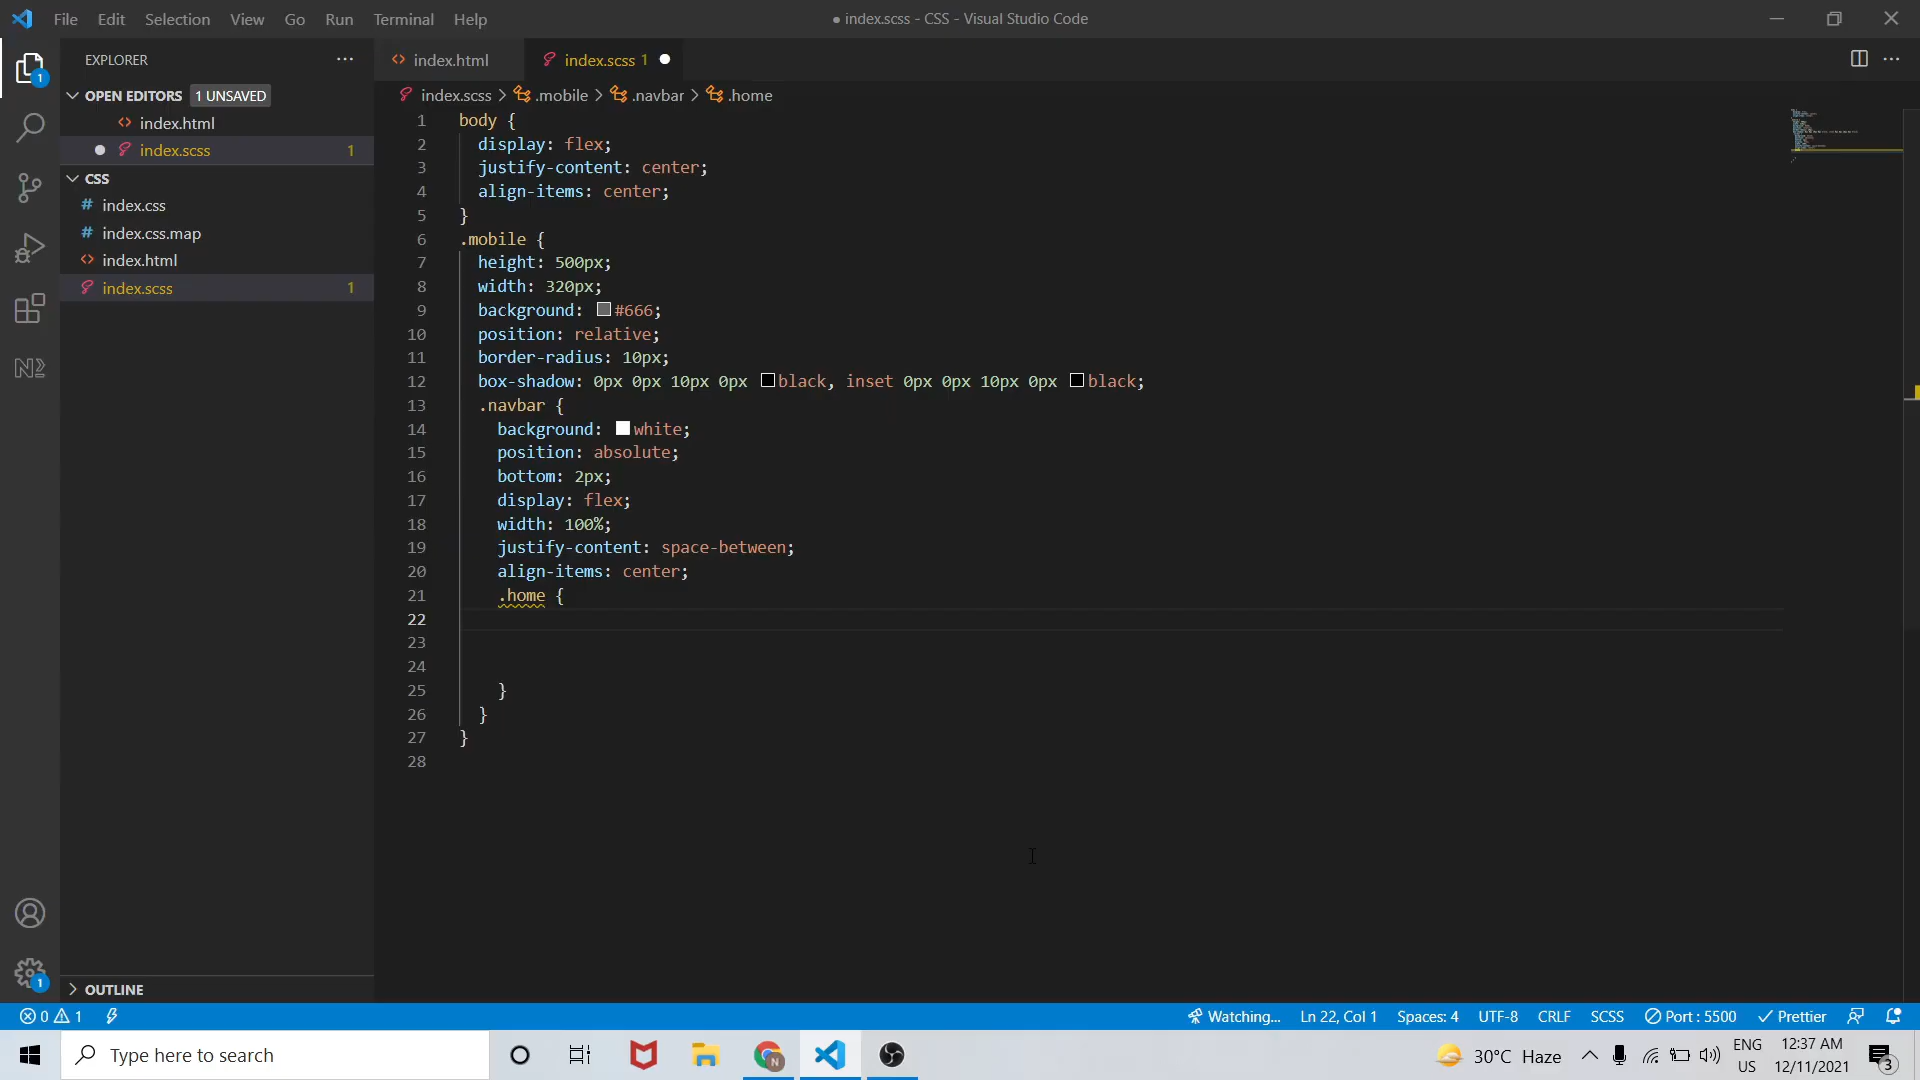 File Edit Selection View Go Run Terminal Help
● index.scss - CSS - Visual Studio Code
EXPLORER
OPEN EDITORS 1 UNSAVED
index.html
index.scss 1
CSS
index.css
index.css.map
index.html
index.scss 1
OUTLINE
index.html
index.scss 1
index.scss > .mobile > .navbar > .home
1 body {
2 display: flex;
3 justify-content: center;
4 align-items: center;
5 }
6 .mobile {
7 height: 500px;
8 width: 320px;
9 background: #666;
10 position: relative;
11 border-radius: 10px;
12 box-shadow: 0px 0px 10px 0px black, inset 0px 0px 10px 0px black;
13 .navbar {
14 background: white;
15 position: absolute;
16 bottom: 2px;
17 display: flex;
18 width: 100%;
19 justify-content: space-between;
20 align-items: center;
21 .home {
22
23
24
25 }
26 }
27 }
28
1
1
0 1
Watching... Ln 22, Col 1 Spaces: 4 UTF-8 CRLF SCSS Port : 5500 Prettier
Type here to search
N
30°C Haze
ENG
US
12:37 AM
12/11/2021
3